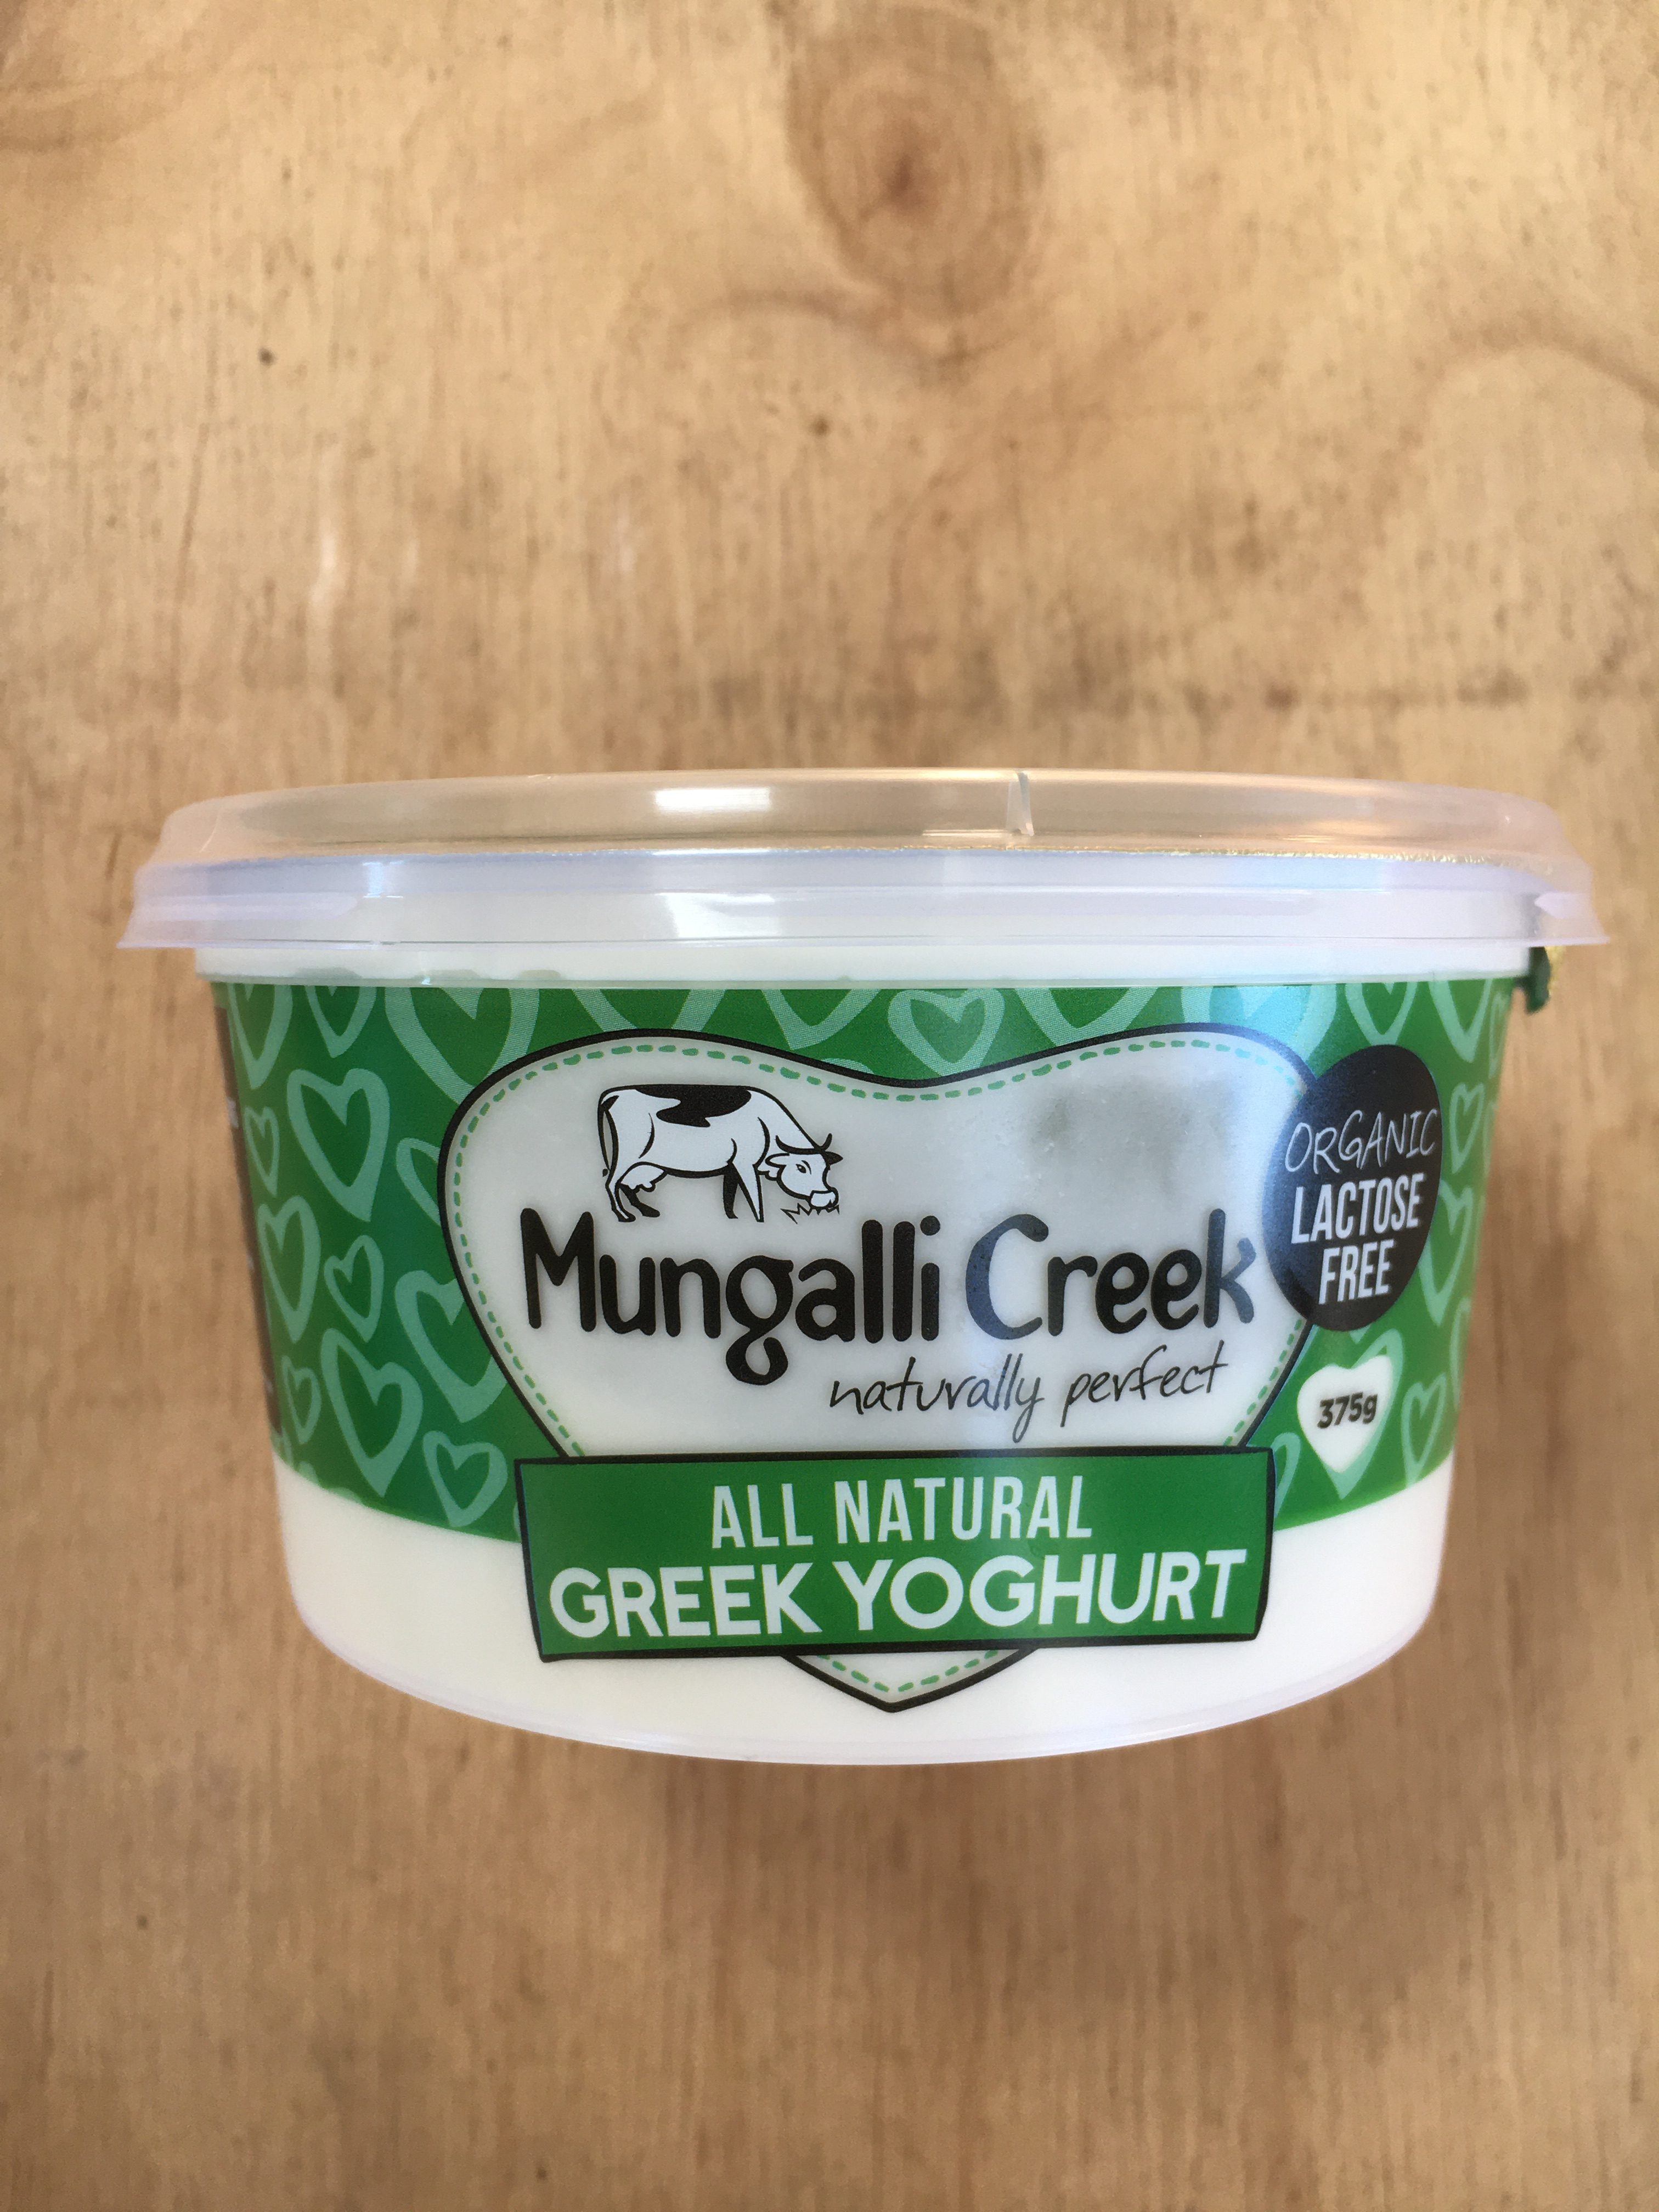 Mungalli Creek
naturally perfect
ORGANIC
LACTOSE
FREE
375g
ALL NATURAL
GREEK YOGHURT